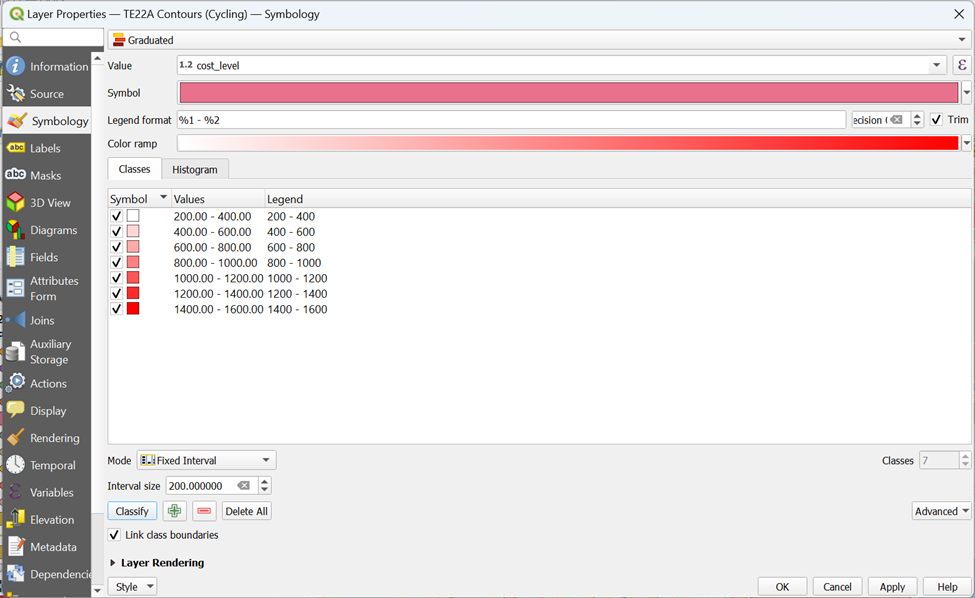 Layer Properties — TE22A Contours (Cycling) — Symbology
Information
Source
Symbology
Labels
Masks
3D View
Diagrams
Fields
Attributes
Form
Joins
Auxiliary
Storage
Actions
Display
Rendering
Temporal
Variables
Elevation
Metadata
Dependencie
Graduated
Value 1.2 cost_level ε
Symbol
Legend format %1 - %2 ecision ( Trim
Color ramp
Classes Histogram
Symbol Values Legend
200.00 - 400.00 200 - 400
400.00 - 600.00 400 - 600
600.00 - 800.00 600 - 800
800.00 - 1000.00 800 - 1000
1000.00 - 1200.00 1000 - 1200
1200.00 - 1400.00 1200 - 1400
1400.00 - 1600.00 1400 - 1600
Mode Fixed Interval Classes 7
Interval size 200.000000
Classify Delete All Advanced
Link class boundaries
Layer Rendering
Style OK Cancel Apply Help